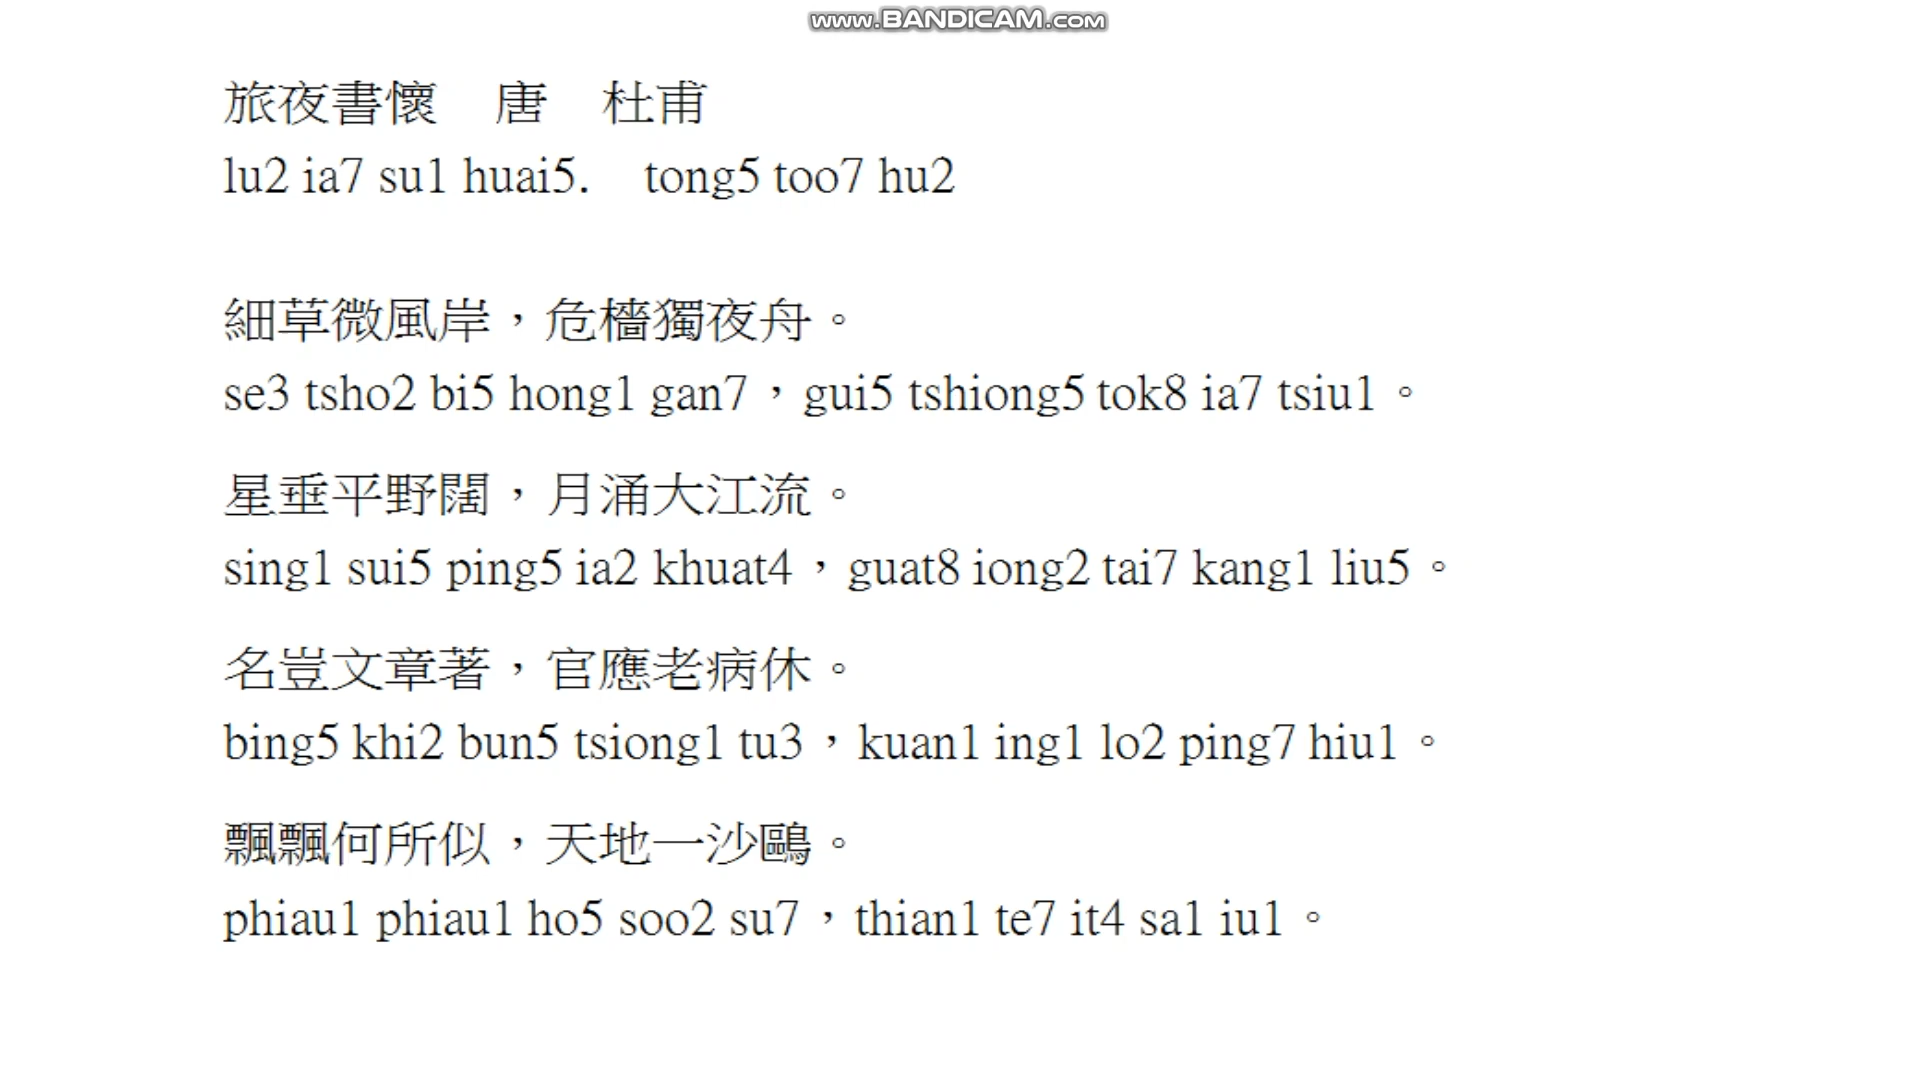 www.BANDICAM.com
旅夜書懷　唐　杜甫
lu2 ia7 su1 huai5.　tong5 too7 hu2
細草微風岸，危檣獨夜舟。
se3 tsho2 bi5 hong1 gan7，gui5 tshiong5 tok8 ia7 tsiu1。
星垂平野闊，月涌大江流。
sing1 sui5 ping5 ia2 khuat4，guat8 iong2 tai7 kang1 liu5。
名豈文章著，官應老病休。
bing5 khi2 bun5 tsiong1 tu3，kuan1 ing1 lo2 ping7 hiu1。
飄飄何所似，天地一沙鷗。
phiau1 phiau1 ho5 soo2 su7，thian1 te7 it4 sa1 iu1。